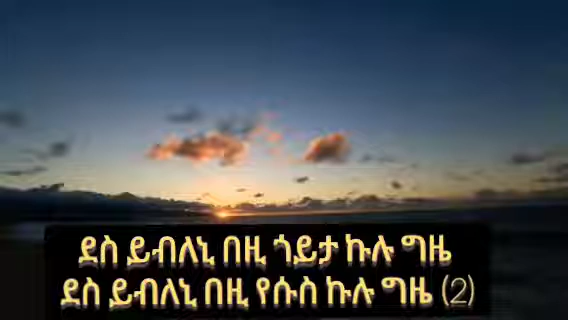 ደስ ይብለኒ በዚ ጎይታ ኩሉ ግዜ
ደስ ይብለኒ በዚ የሱስ ኩሉ ግዜ (2)